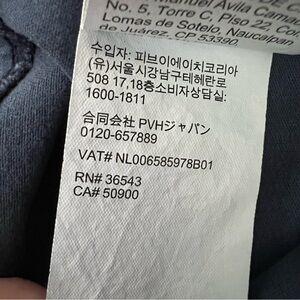 Manuel Ávila Cama
No. 5, Torre C, Piso 22, Co
Lomas de Sotelo, Naucalpan
de Juárez, CP 53390.
수입자: 피브이에이치코리아
(유)서울시강남구테헤란로
508 17,18층소비자상담실:
1600-1811
合同会社 PVHジャパン
0120-657889
VAT# NL006585978B01
RN# 36543
CA# 50900